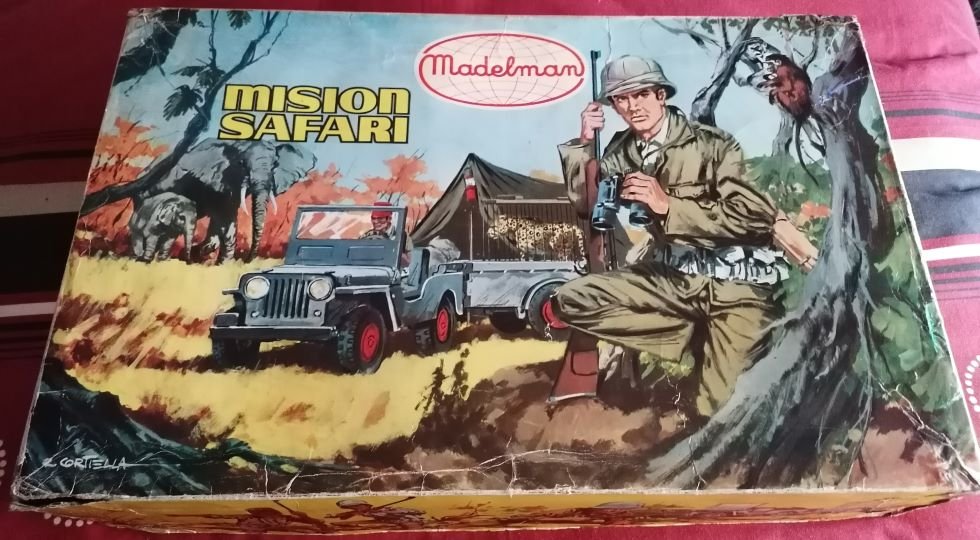 Madelman
MISION
SAFARI
R. CORTIELLA